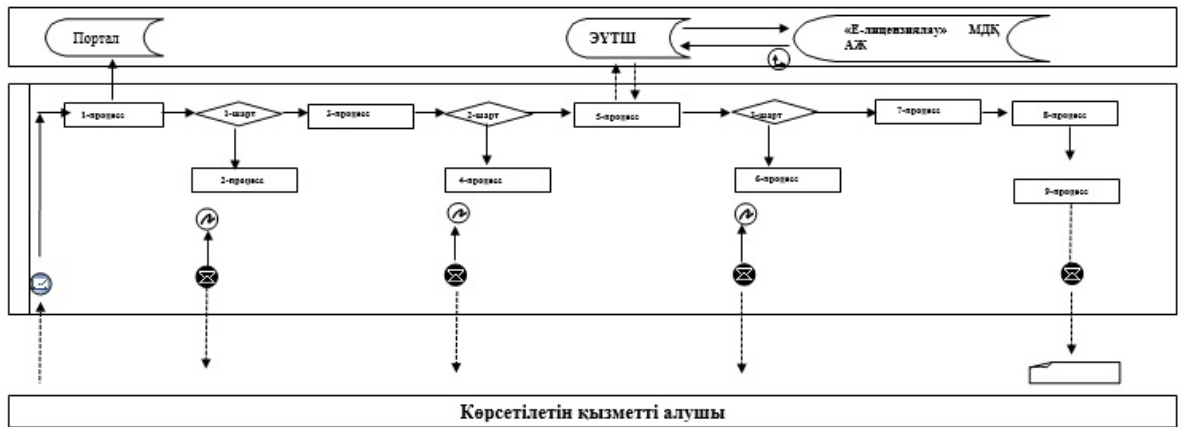 Портал
ЭҮТШ
«Е-лицензиялау» МДҚ
АЖ
1-процесс
1-шарт
3-процесс
2-шарт
5-процесс
3-шарт
7-процесс
8-процесс
2-процесс
4-процесс
6-процесс
9-процесс
Көрсетілетін қызметті алушы